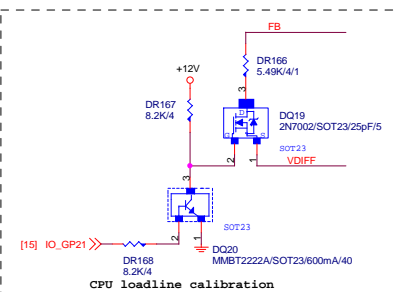 FB
DR166
5.49K/4/1
+12V
3
DR167
8.2K/4
D
G
S
DQ19
2N7002/SOT23/25pF/5
SOT23
2
1
VDIFF
3
SOT23
[15] IO_GP21
2
1
DR168
8.2K/4
DQ20
MMBT2222A/SOT23/600mA/40
CPU loadline calibration